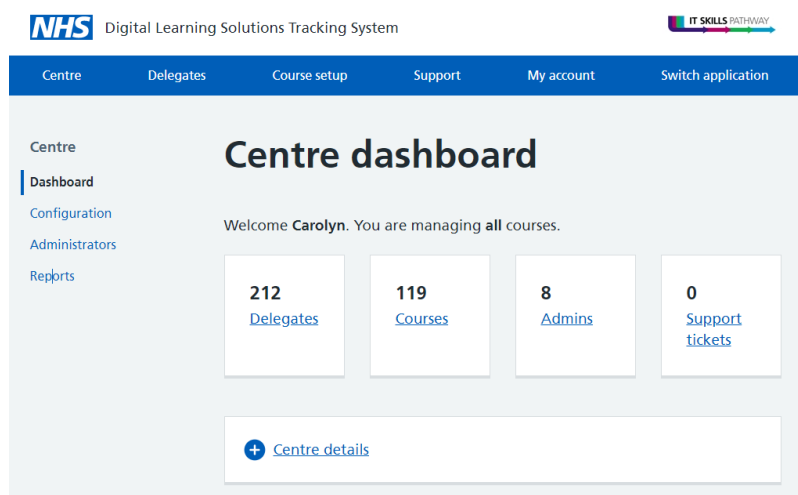 NHS Digital Learning Solutions Tracking System
IT SKILLS PATHWAY
Centre Delegates Course setup Support My account Switch application
Centre
Dashboard
Configuration
Administrators
Reports
Centre dashboard
Welcome Carolyn. You are managing all courses.
212
Delegates
119
Courses
8
Admins
0
Support
tickets
Centre details